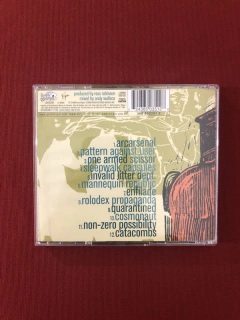 produced by ross robinson
mixed by andy wallace
1. arcarsenal
2. pattern against user
3. one armed scissor
4. sleepwalk capsules
5. invalid litter dept.
6. mannequin republic
7. enfilade
8. rolodex propaganda
9. quarantined
10. cosmonaut
11. non-zero possibility
12. catacombs